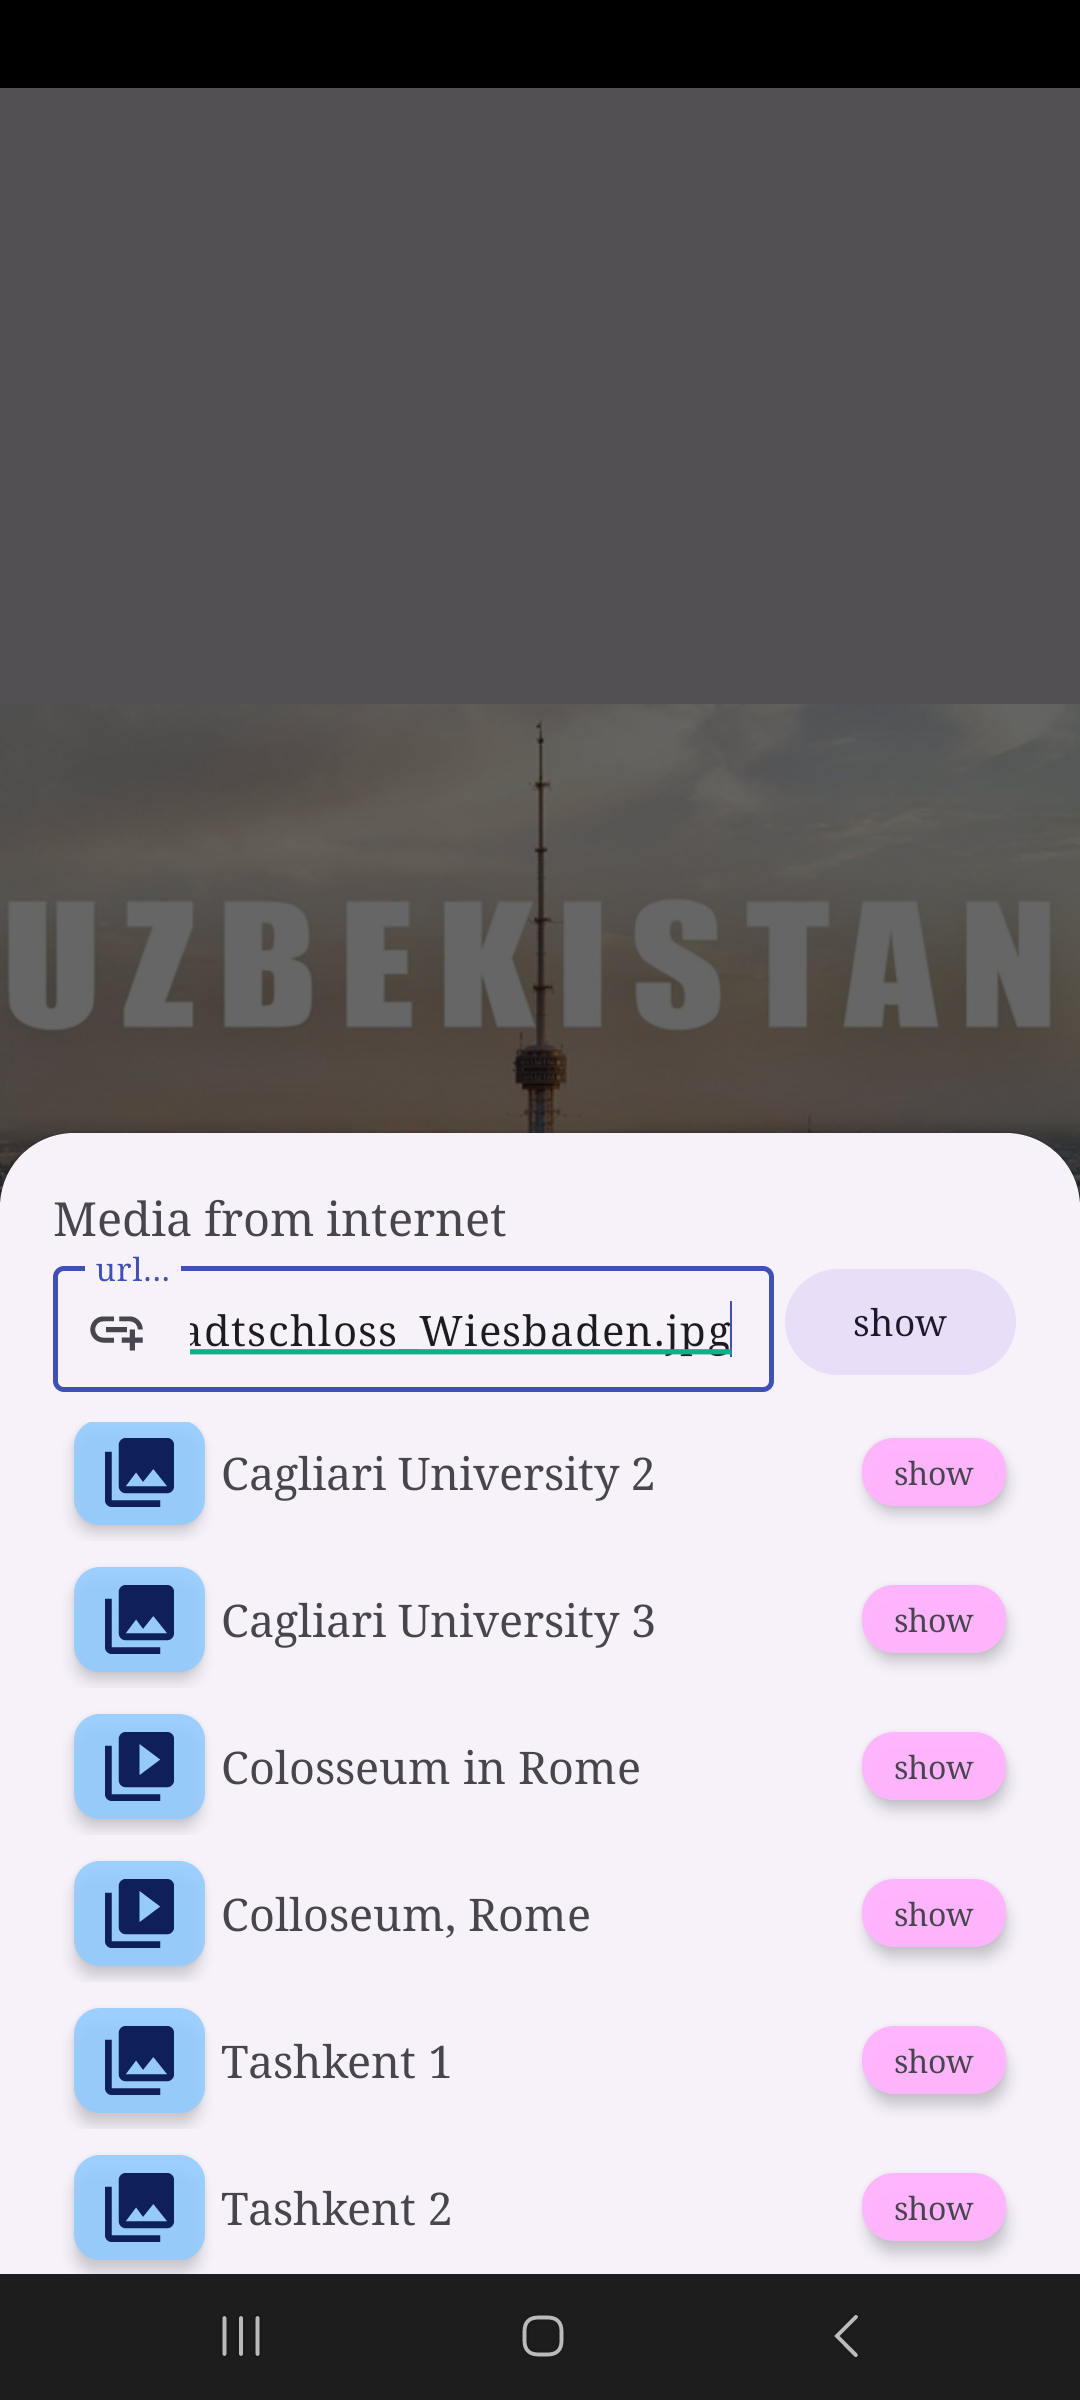 UZBEKISTAN
Media from internet
url...
adtschloss_Wiesbaden.jpg
show
Cagliari University 2
show
Cagliari University 3
show
Colosseum in Rome
show
Colloseum, Rome
show
Tashkent 1
show
Tashkent 2
show